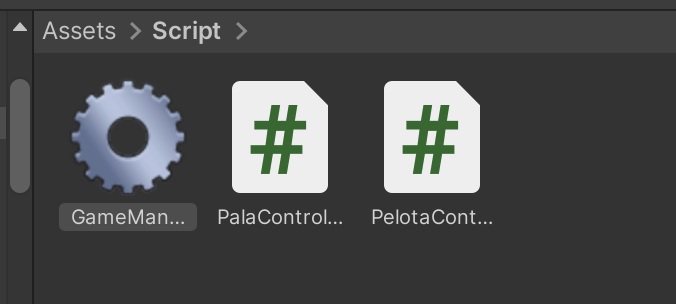 Assets > Script >
GameMan... PalaControl... PelotaCont...